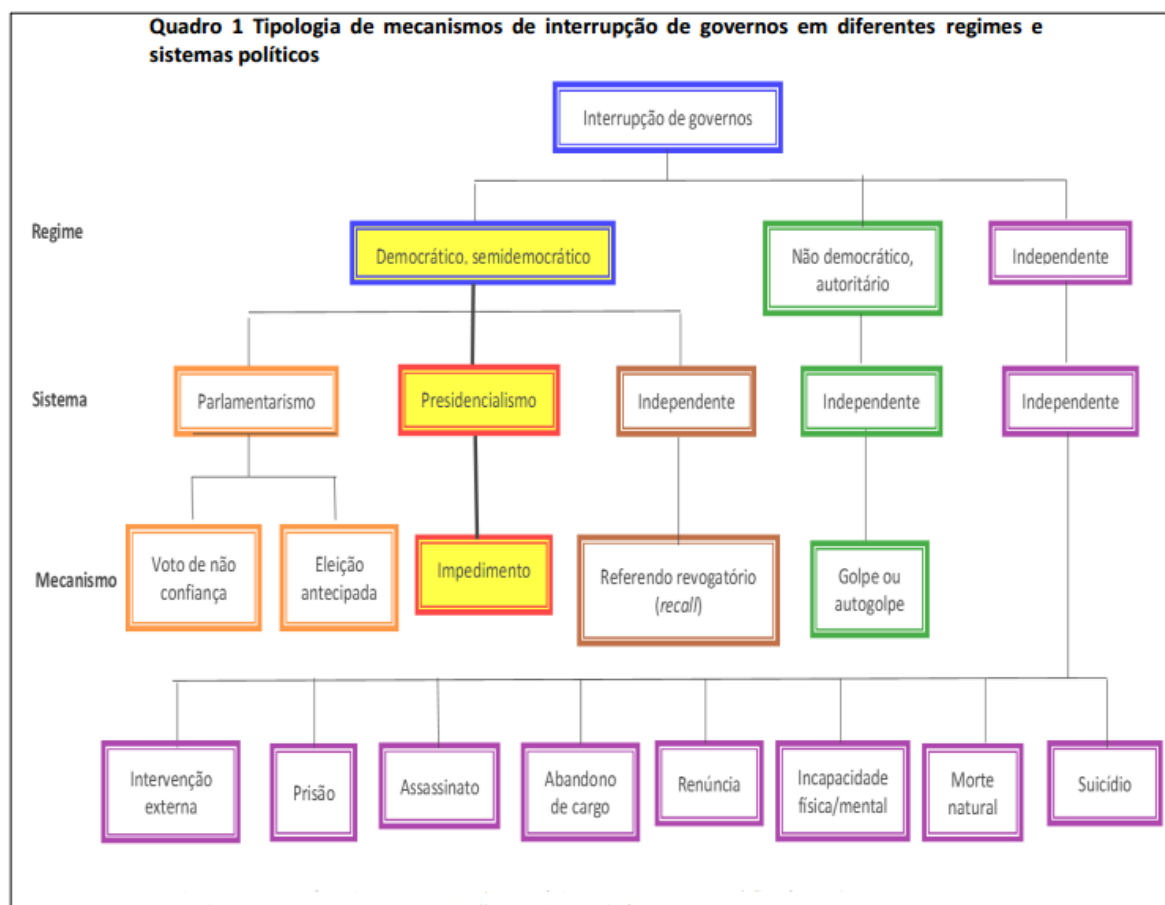 Quadro 1 Tipologia de mecanismos de interrupção de governos em diferentes regimes e
sistemas políticos
Interrupção de governos
Regime
Democrático, semidemocrático
Não democrático,
autoritário
Independente
Sistema
Parlamentarismo
Presidencialismo
Independente
Independente
Independente
Mecanismo
Voto de não
confiança
Eleição
antecipada
Impedimento
Referendo revogatório
(recall)
Golpe ou
autogolpe
Intervenção
externa
Prisão
Assassinato
Abandono
de cargo
Renúncia
Incapacidade
física/mental
Morte
natural
Suicídio